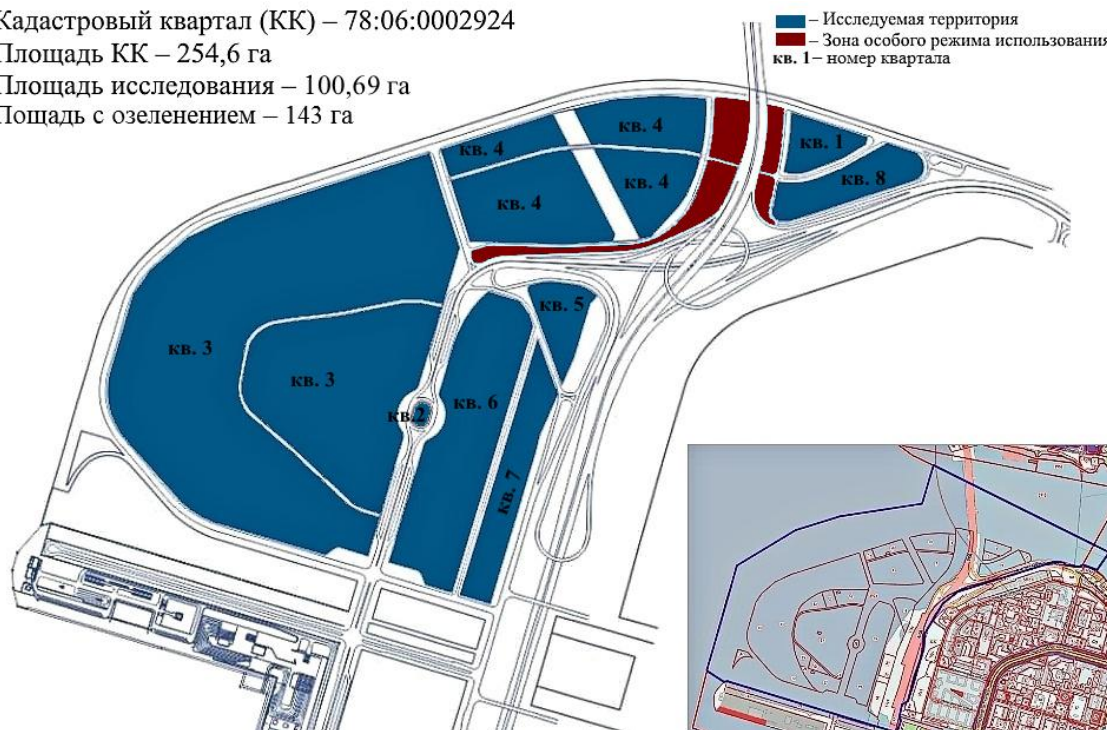 Кадастровый квартал (КК) – 78:06:0002924
Площадь КК – 254,6 га
Площадь исследования – 100,69 га
Пощадь с озеленением – 143 га
– Исследуемая территория
– Зона особого режима использования
кв. 1 – номер квартала
кв. 4
кв. 4
кв. 1
кв. 4
кв. 8
кв. 4
кв. 5
кв. 3
кв. 3
кв. 6
кв.2
кв. 7